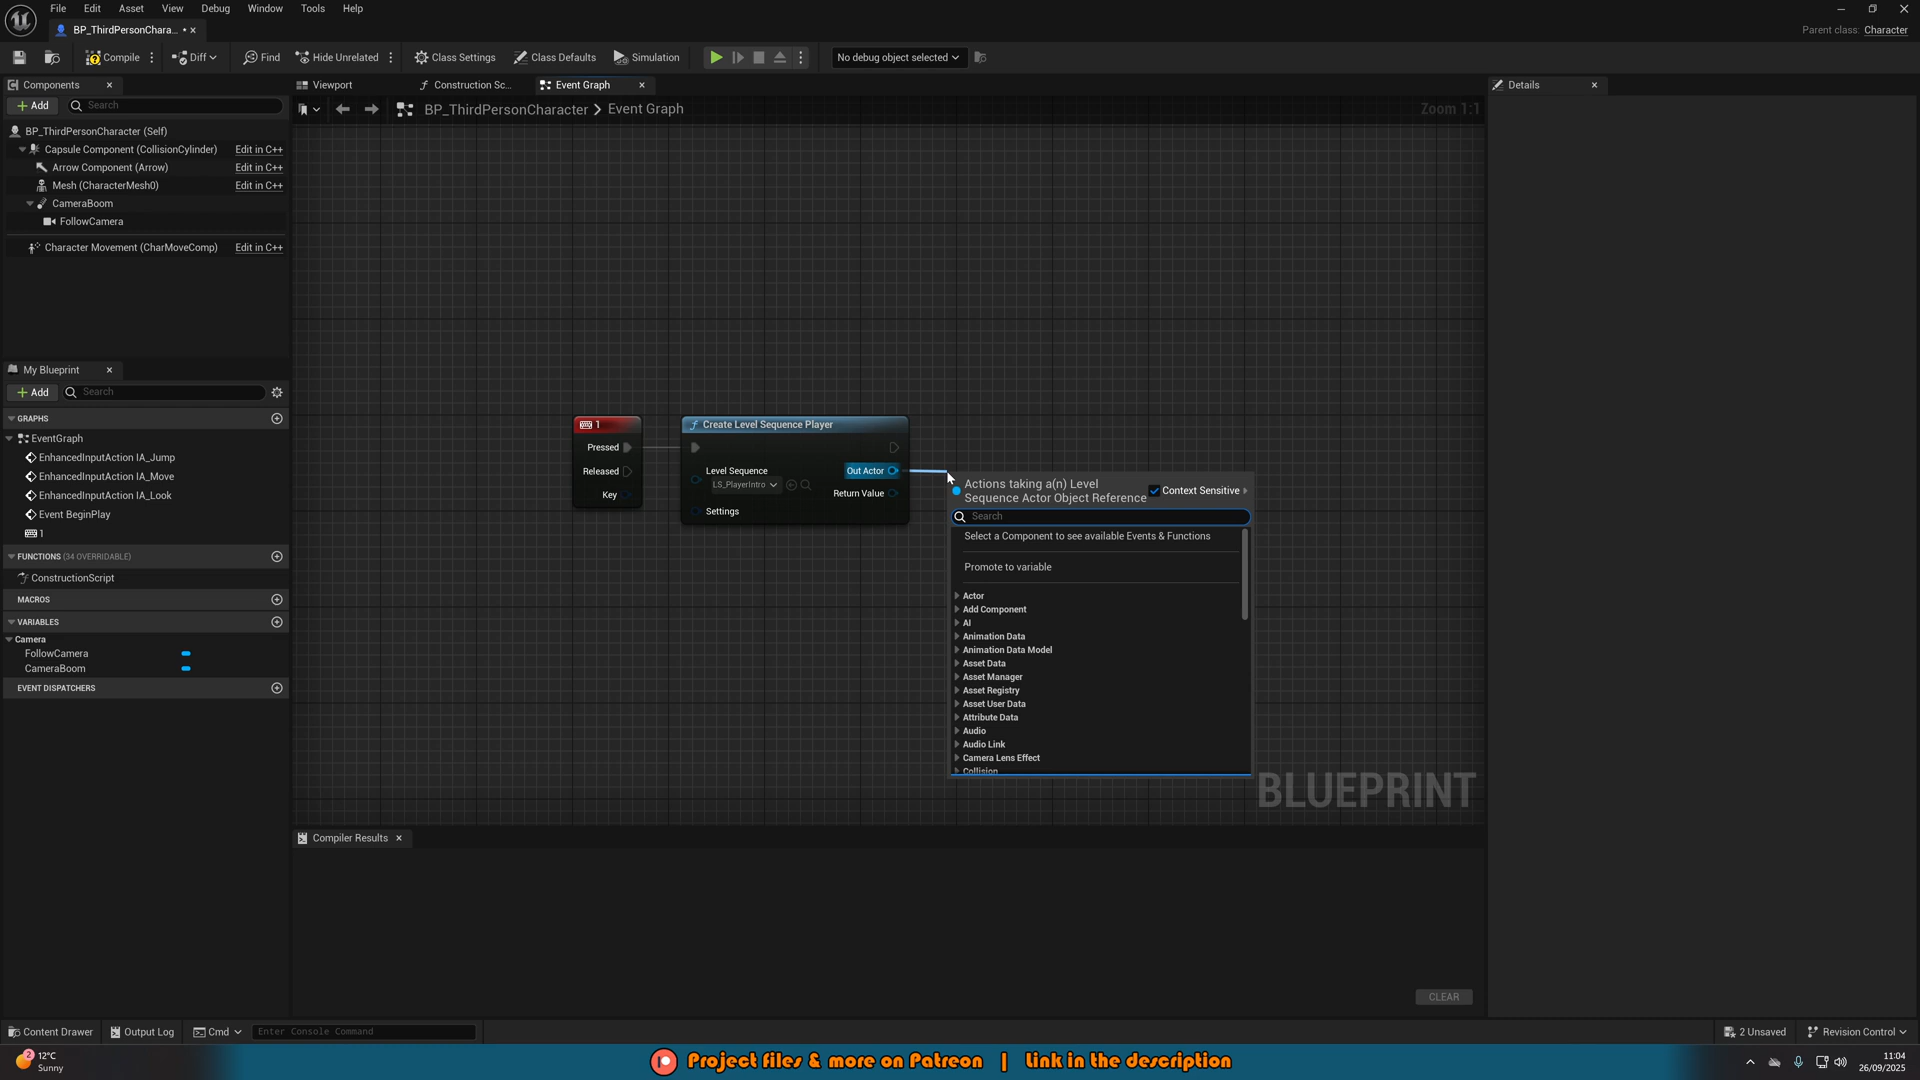 File Edit Asset View Debug Window Tools Help
BP_ThirdPersonChara... •
Parent class: Character
Compile Diff Find Hide Unrelated Class Settings Class Defaults Simulation No debug object selected
Components
Add Search
BP_ThirdPersonCharacter (Self)
Capsule Component (CollisionCylinder) Edit in C++
Arrow Component (Arrow) Edit in C++
Mesh (CharacterMesh0) Edit in C++
CameraBoom
FollowCamera
Character Movement (CharMoveComp) Edit in C++
My Blueprint
Add Search
GRAPHS
EventGraph
EnhancedInputAction IA_Jump
EnhancedInputAction IA_Move
EnhancedInputAction IA_Look
Event BeginPlay
1
FUNCTIONS (34 OVERRIDABLE)
ConstructionScript
MACROS
VARIABLES
Camera
FollowCamera
CameraBoom
EVENT DISPATCHERS
Viewport Construction Sc... Event Graph
BP_ThirdPersonCharacter > Event Graph
Zoom 1:1
1
Pressed
Released
Key
Create Level Sequence Player
Level Sequence
LS_PlayerIntro
Settings
Out Actor
Return Value
Actions taking a(n) Level
Sequence Actor Object Reference
Context Sensitive
Search
Select a Component to see available Events & Functions
Promote to variable
Actor
Add Component
AI
Animation Data
Animation Data Model
Asset Data
Asset Manager
Asset Registry
Asset User Data
Attribute Data
Audio
Audio Link
Camera Lens Effect
Collision
BLUEPRINT
Compiler Results
CLEAR
Details
Content Drawer Output Log Cmd Enter Console Command
2 Unsaved Revision Control
2
12°C
Sunny
Project files & more on Patreon | Link in the description
11:04
26/09/2025